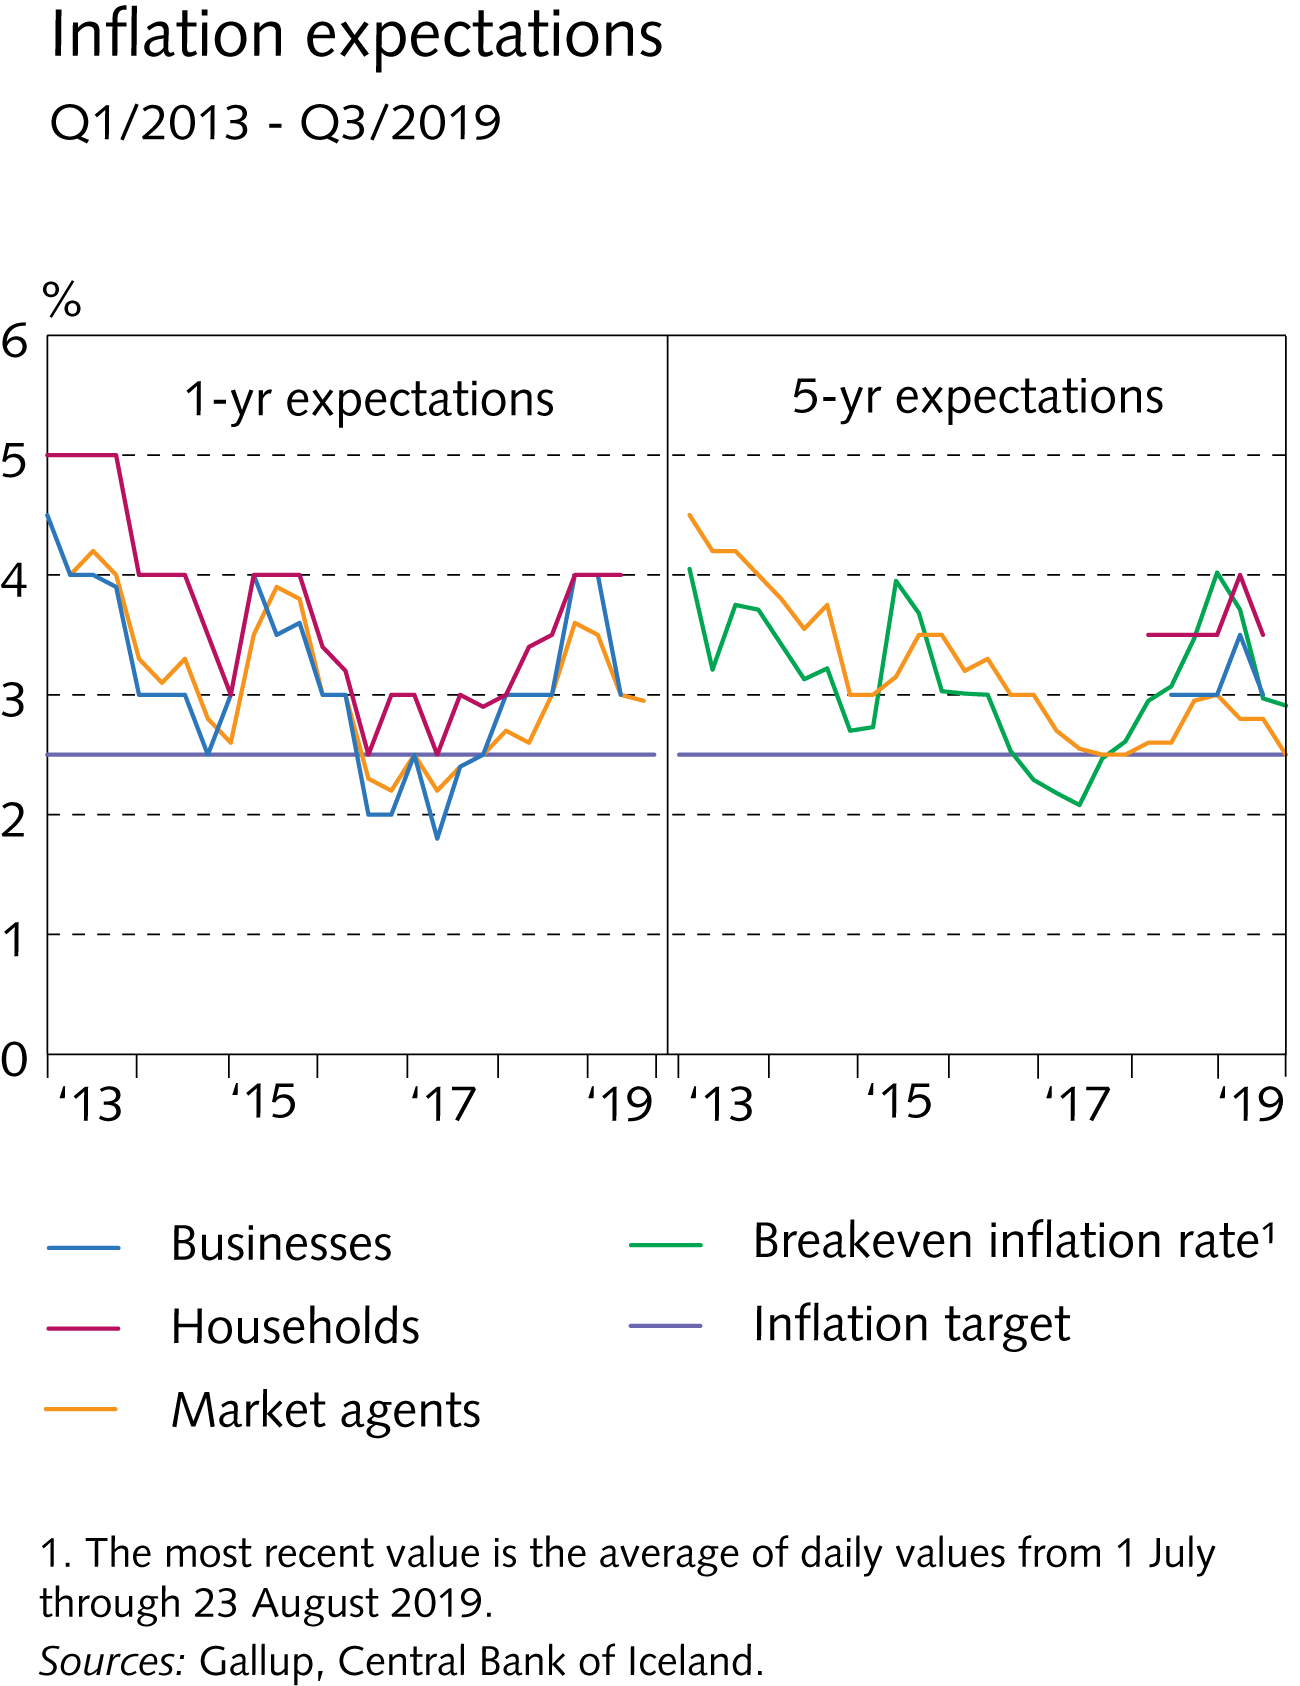 Inflation expectations
Q1/2013 - Q3/2019
%
6
1-yr expectations
5-yr expectations
5
4
3
2
1
0
‘13
‘15
‘17
‘19
‘13
‘15
‘17
‘19
Businesses
Households
Market agents
Breakeven inflation rate¹
Inflation target
1. The most recent value is the average of daily values from 1 July
through 23 August 2019.
Sources: Gallup, Central Bank of Iceland.